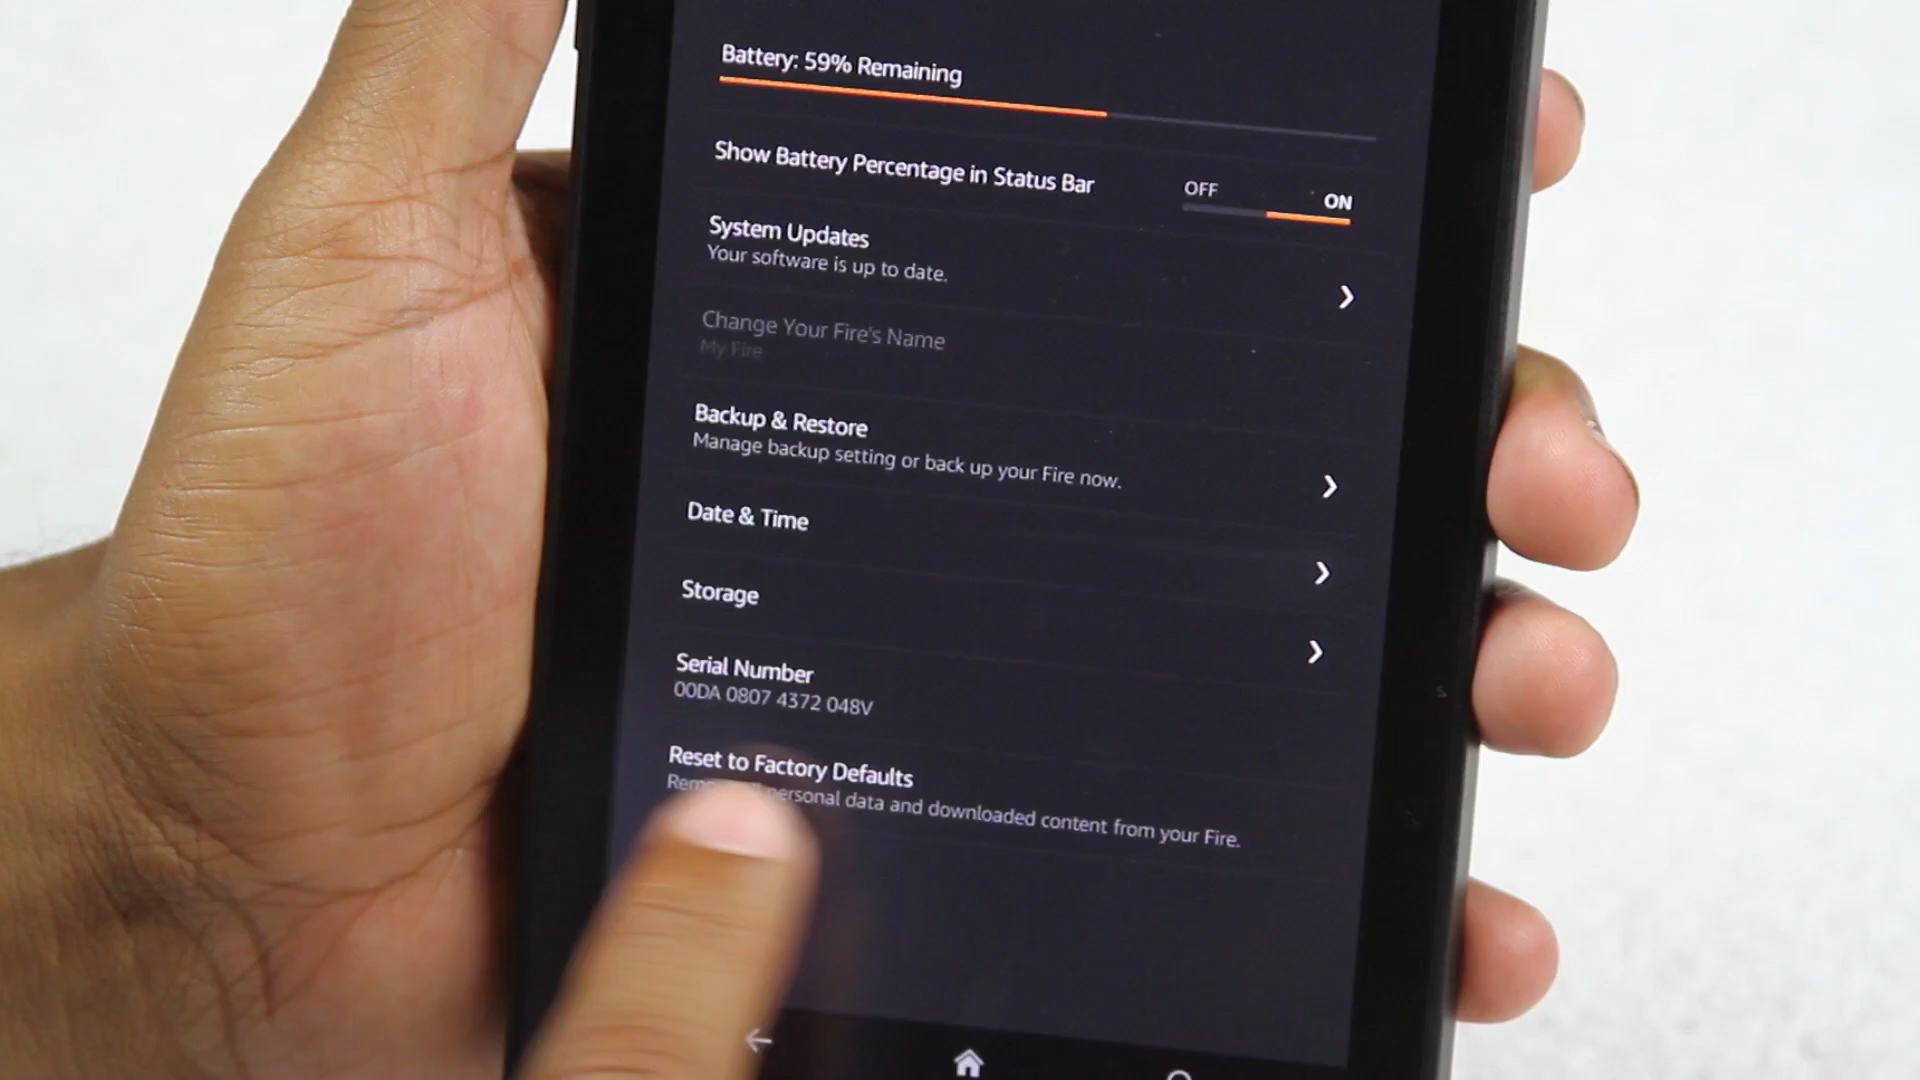 Battery: 59% Remaining
Show Battery Percentage in Status Bar
OFF ON
System Updates
Your software is up to date.
Change Your Fire's Name
My Fire
Backup & Restore
Manage backup setting or back up your Fire now.
Date & Time
Storage
Serial Number
00DA 0807 4372 048V
Reset to Factory Defaults
personal data and downloaded content from your Fire.